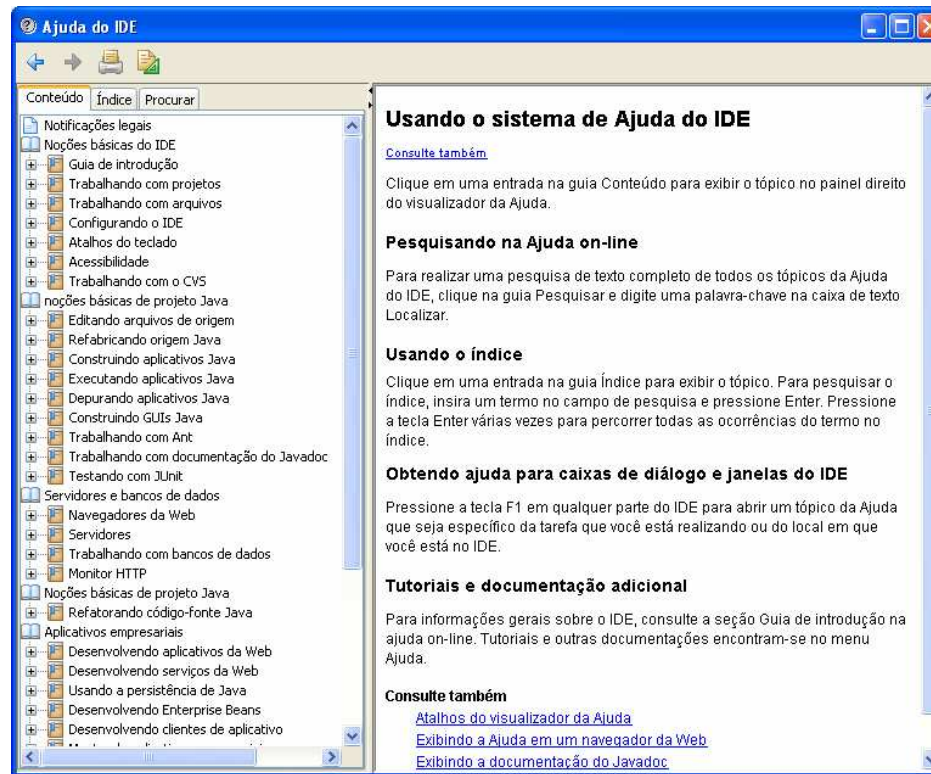 Ajuda do IDE
Conteúdo Índice Procurar
Notificações legais
Noções básicas do IDE
Guia de introdução
Trabalhando com projetos
Trabalhando com arquivos
Configurando o IDE
Atalhos do teclado
Acessibilidade
Trabalhando com o CVS
noções básicas de projeto Java
Editando arquivos de origem
Refabricando origem Java
Construindo aplicativos Java
Executando aplicativos Java
Depurando aplicativos Java
Construindo GUIs Java
Trabalhando com Ant
Trabalhando com documentação do Javadoc
Testando com JUnit
Servidores e bancos de dados
Navegadores da Web
Servidores
Trabalhando com bancos de dados
Monitor HTTP
Noções básicas de projeto Java
Refatorando código-fonte Java
Aplicativos empresariais
Desenvolvendo aplicativos da Web
Desenvolvendo serviços da Web
Usando a persistência de Java
Desenvolvendo Enterprise Beans
Desenvolvendo clientes de aplicativo
Usando o sistema de Ajuda do IDE
Consulte também
Clique em uma entrada na guia Conteúdo para exibir o tópico no painel direito
do visualizador da Ajuda.
Pesquisando na Ajuda on-line
Para realizar uma pesquisa de texto completo de todos os tópicos da Ajuda
do IDE, clique na guia Pesquisar e digite uma palavra-chave na caixa de texto
Localizar.
Usando o índice
Clique em uma entrada na guia Índice para exibir o tópico. Para pesquisar o
índice, insira um termo no campo de pesquisa e pressione Enter. Pressione
a tecla Enter várias vezes para percorrer todas as ocorrências do termo no
índice.
Obtendo ajuda para caixas de diálogo e janelas do IDE
Pressione a tecla F1 em qualquer parte do IDE para abrir um tópico da Ajuda
que seja específico da tarefa que você está realizando ou do local em que
você está no IDE.
Tutoriais e documentação adicional
Para informações gerais sobre o IDE, consulte a seção Guia de introdução na
ajuda on-line. Tutoriais e outras documentações encontram-se no menu
Ajuda.
Consulte também
Atalhos do visualizador da Ajuda
Exibindo a Ajuda em um navegador da Web
Exibindo a documentação do Javadoc